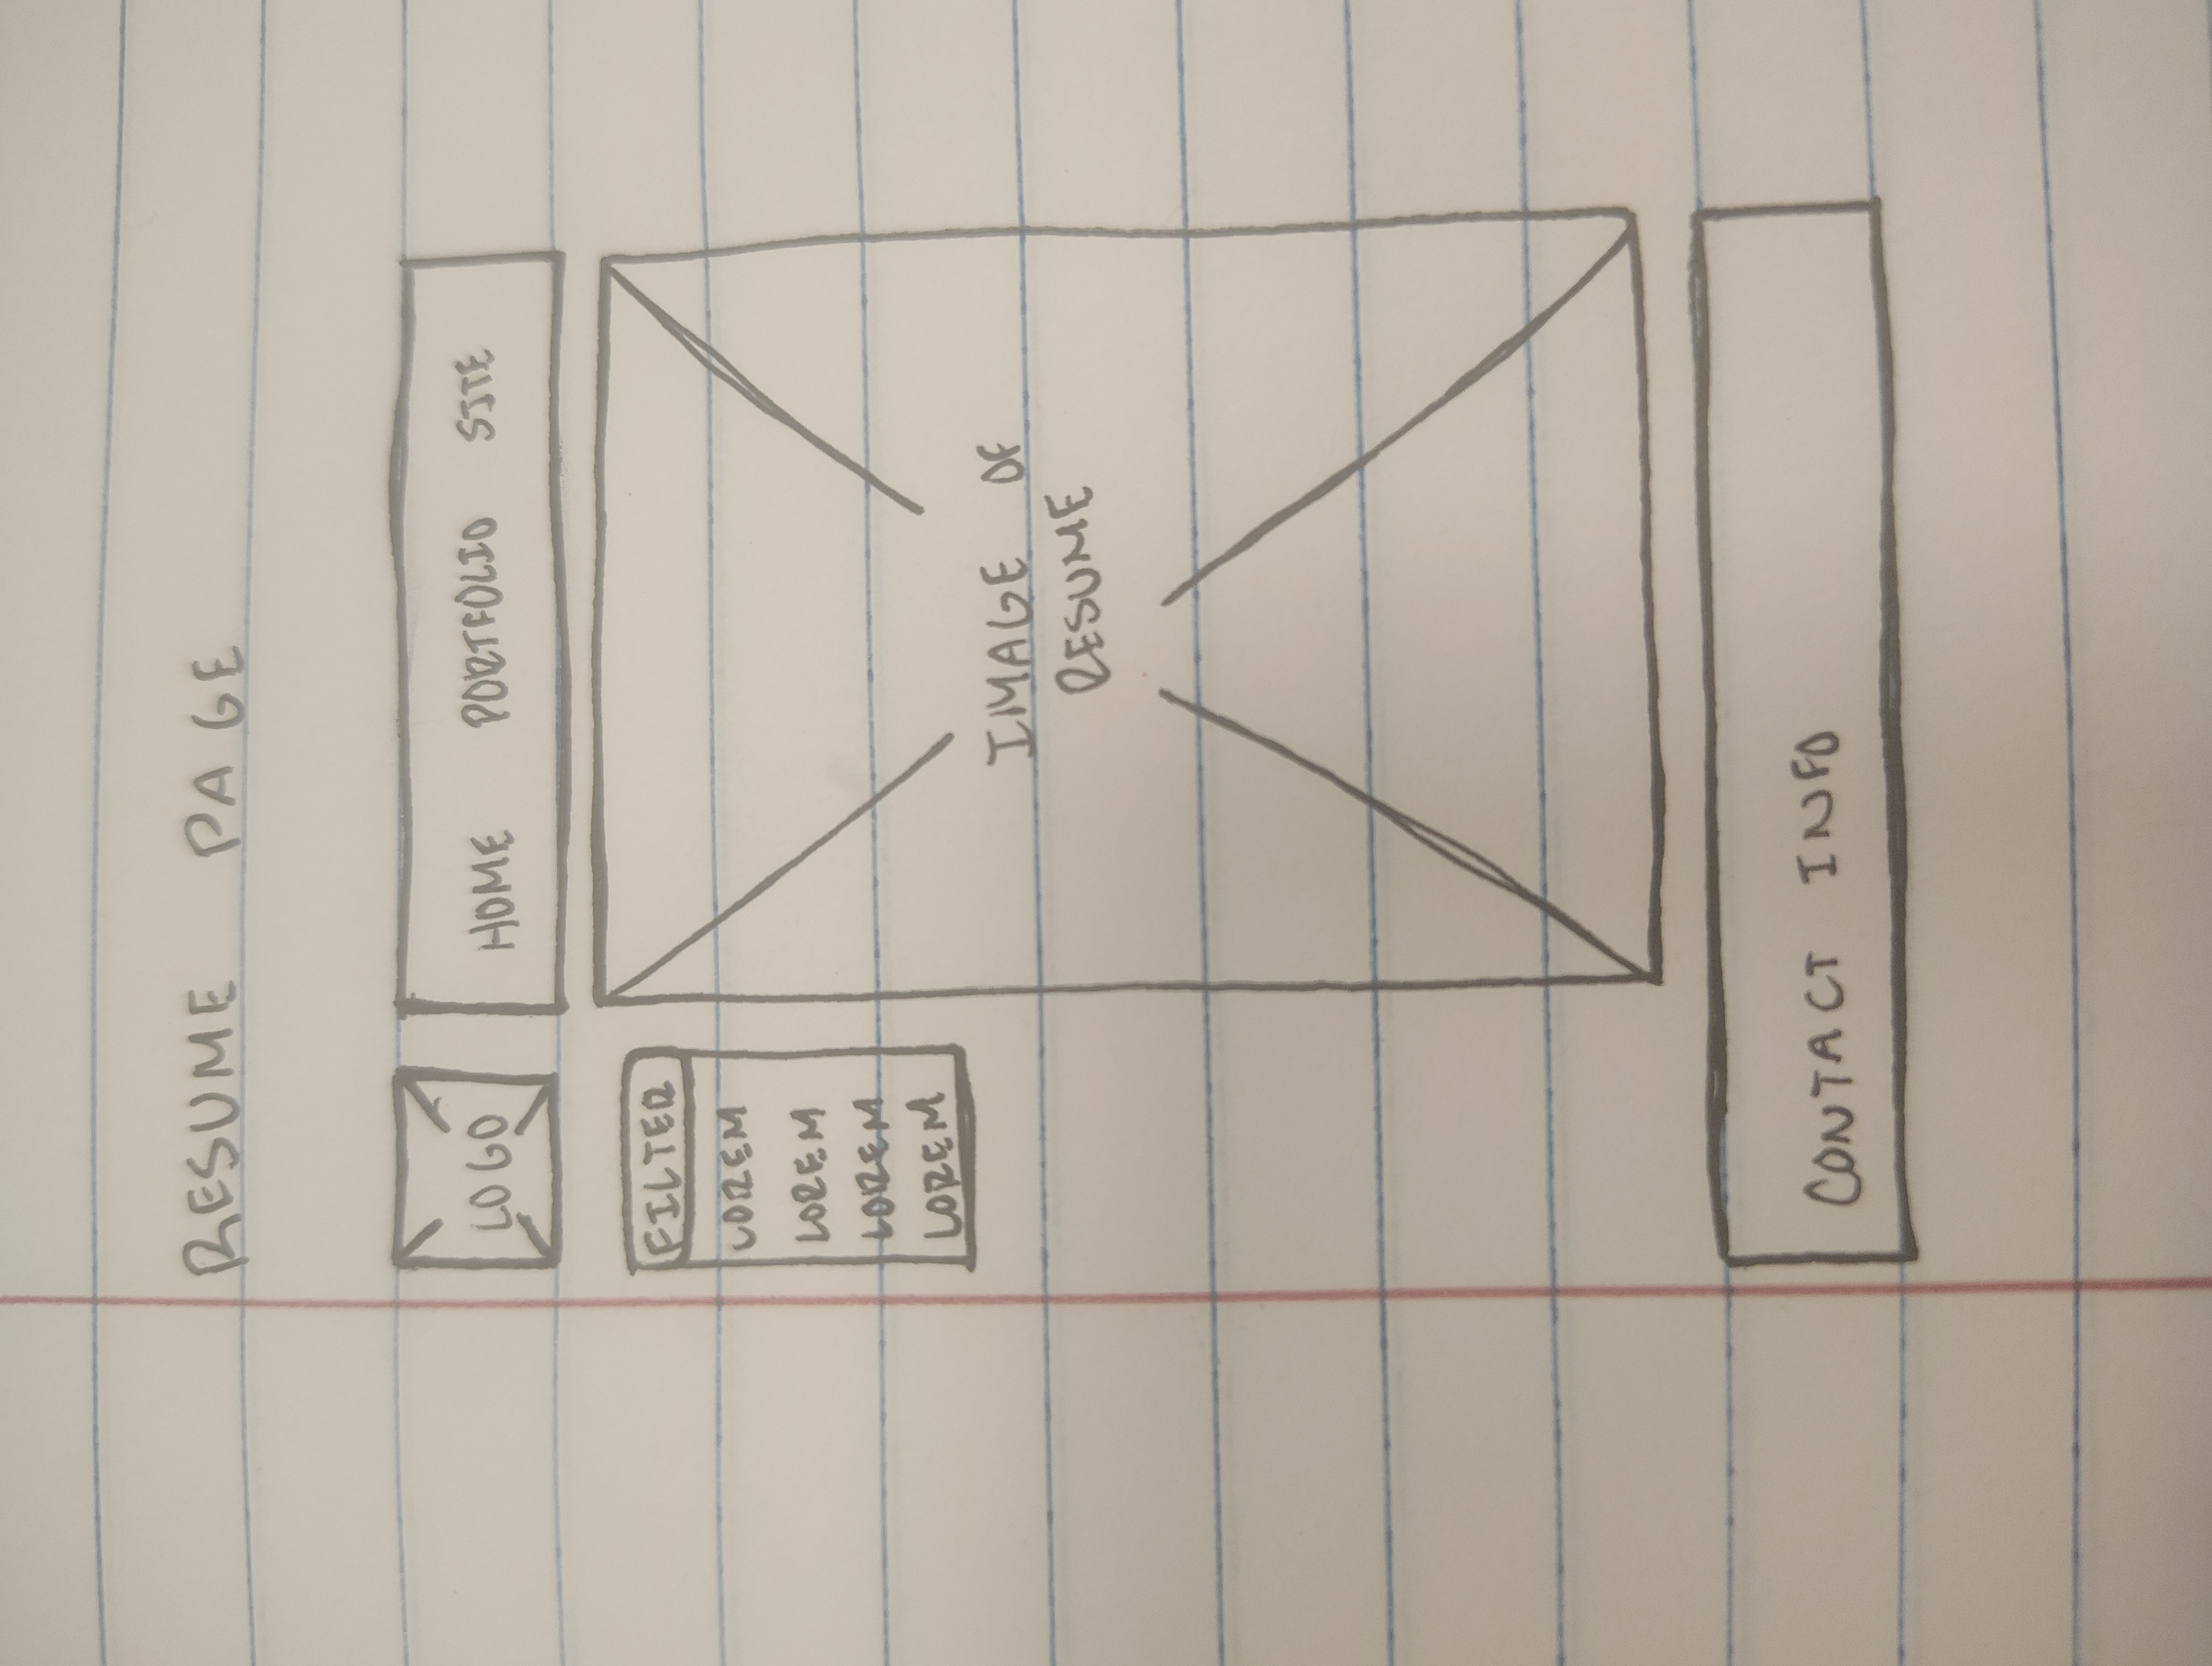 RESUME PAGE
LOGO
HOME PORTFOLIO SITE
FILTER
LOREM
LOREM
LOREM
LOREM
IMAGE OF
RESUME
CONTACT INFO